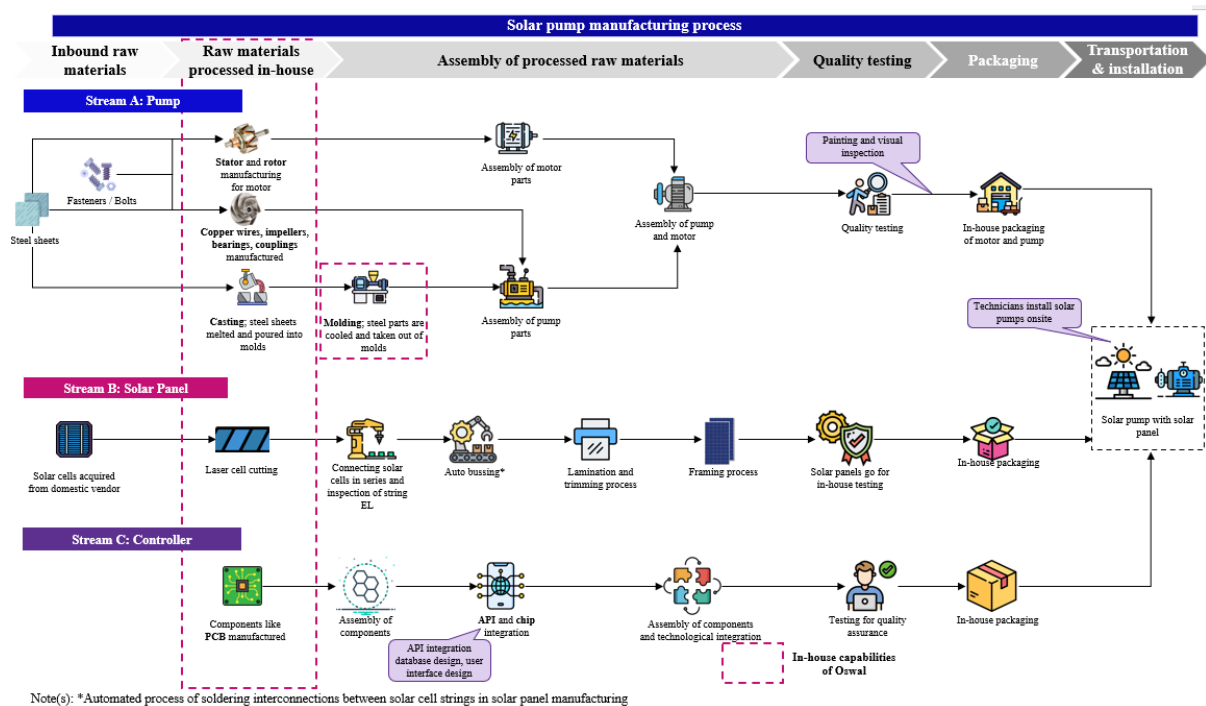 Solar pump manufacturing process
Inbound raw
materials
Raw materials
processed in-house
Assembly of processed raw materials
Quality testing
Packaging
Transportation
& installation
Stream A: Pump
Steel sheets
Fasteners / Bolts
Stator and rotor
manufacturing
for motor
Assembly of motor
parts
Copper wires, impellers,
bearings, couplings
manufactured
Casting; steel sheets
melted and poured into
molds
Molding; steel parts are
cooled and taken out of
molds
Assembly of pump
parts
Assembly of pump
and motor
Painting and visual
inspection
Quality testing
In-house packaging
of motor and pump
Technicians install solar
pumps onsite
Solar pump with solar
panel
Stream B: Solar Panel
Solar cells acquired
from domestic vendor
Laser cell cutting
Connecting solar
cells in series and
inspection of string
EL
Auto bussing*
Lamination and
trimming process
Framing process
Solar panels go for
in-house testing
In-house packaging
Stream C: Controller
Components like
PCB manufactured
Assembly of
components
API and chip
integration
API integration
database design, user
interface design
Assembly of components
and technological integration
Testing for quality
assurance
In-house packaging
In-house capabilities
of Oswal
Note(s): *Automated process of soldering interconnections between solar cell strings in solar panel manufacturing